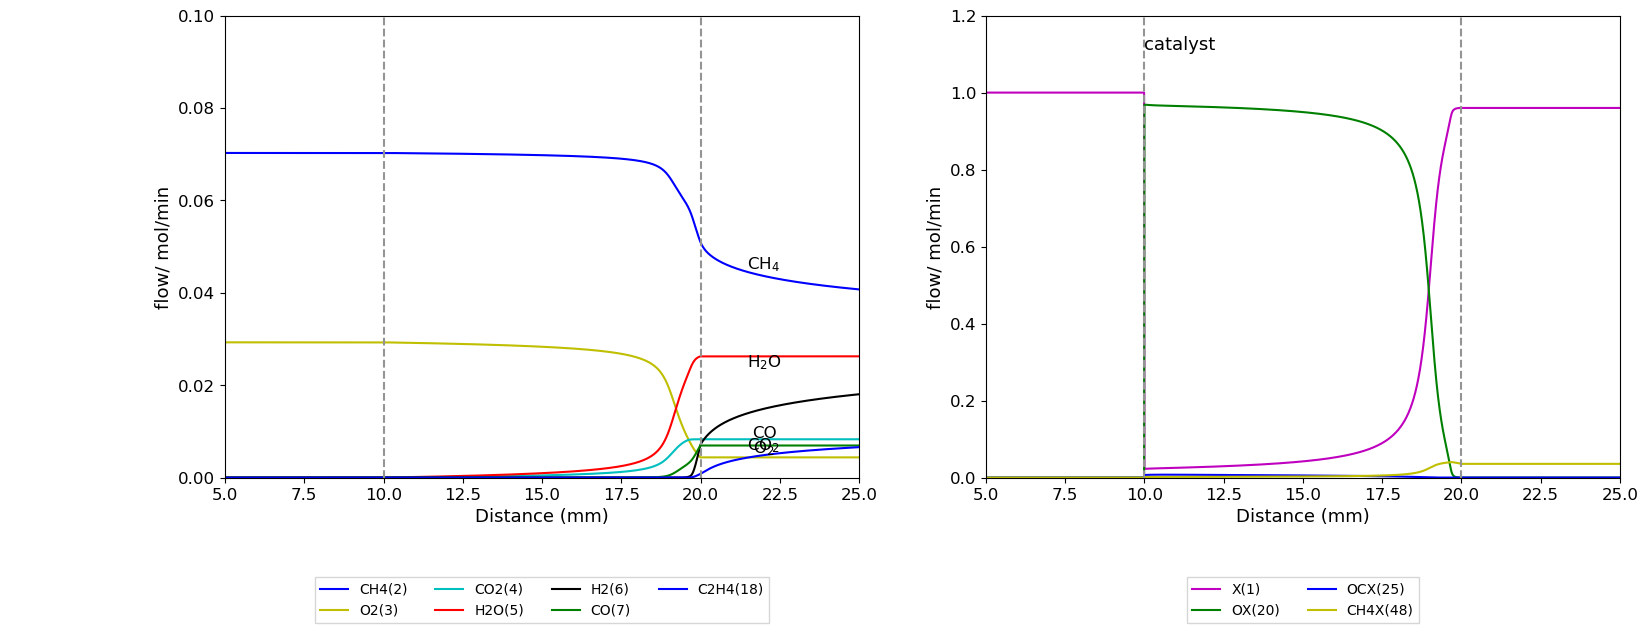 0.10
0.08
0.06
0.04
0.02
0.00
flow/ mol/min
CH₄
H₂O
CO
CO₂
O₂
5.0 7.5 10.0 12.5 15.0 17.5 20.0 22.5 25.0
Distance (mm)
CH4(2) CO2(4) H2(6) C2H4(18)
O2(3) H2O(5) CO(7)
1.2
1.0
0.8
0.6
0.4
0.2
0.0
flow/ mol/min
catalyst
5.0 7.5 10.0 12.5 15.0 17.5 20.0 22.5 25.0
Distance (mm)
X(1) OCX(25)
OX(20) CH4X(48)